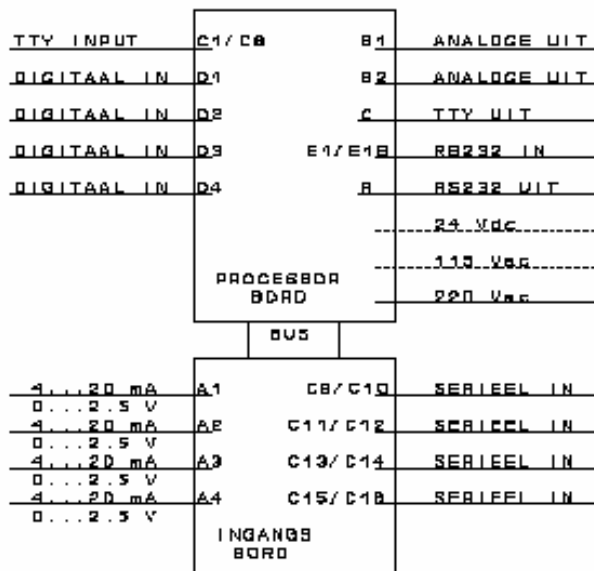 TTY INPUT C1/C8 B1 ANALOGE UIT
DIGITAAL IN D1 B2 ANALOGE UIT
DIGITAAL IN D2 C TTY UIT
DIGITAAL IN D3 E1/E18 RS232 IN
DIGITAAL IN D4 R RS232 UIT
24 Vdc
115 Vac
PROCESSOR
220 Vac
BORD
BUS
4...20 mA A1 C9/C10 SERIEEL IN
0...2.5 V
4...20 mA A2 C11/C12 SERIEEL IN
0...2.5 V
4...20 mA A3 C13/C14 SERIEEL IN
0...2.5 V
4...20 mA A4 C15/C16 SERIEEL IN
0...2.5 V
INGANGS
BORD